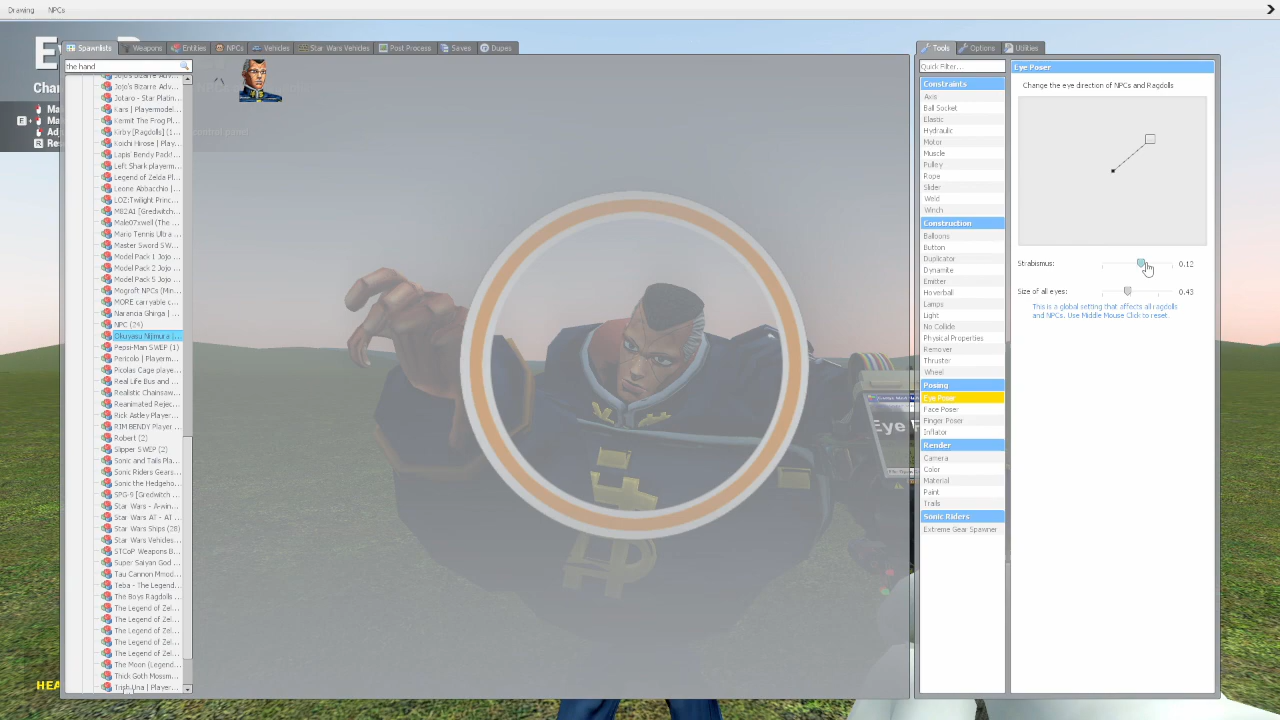 Drawing NPCs
Spawnlists Weapons Entities NPCs Vehicles Star Wars Vehicles Post Process Saves Dupes
the hand
Jojo's Bizarre Adv...
Jojo's Bizarre Adv...
Jotaro - Star Platin...
Kars | Playermodel...
Kermit The Frog Pl...
Kirby [Ragdolls] (1...
Koichi Hirose | Play...
Lapis' Bendy Pack!...
Left Shark playerm...
Legend of Zelda Pl...
Leone Abbacchio |...
LOZ:Twilight Princ...
M82A1 [Gredwitch...
Male07xwell (The ...
Mario Tennis Ultra ...
Master Sword SW...
Model Pack 1 Jojo ...
Model Pack 2 Jojo ...
Model Pack 5 Jojo ...
Mogroft NPCs (Min...
MORE carryable c...
Narancia Ghirga | ...
NPC (24)
Okuyasu Nijimura |...
Pepsi-Man SWEP (1)
Pericolo | Playerm...
Picolas Cage playe...
Real Life Bus and ...
Realistic Chainsaw...
Reanimated Rejec...
Rick Astley Player...
RIM BENDY Player ...
Robert (2)
Slipper SWEP (2)
Sonic and Tails Pla...
Sonic Riders Gears...
Sonic the Hedgeho...
SPG-9 [Gredwitch ...
Star Wars - A-win...
Star Wars AT - AT ...
Star Wars Ships (28)
Star Wars Vehicles...
STCoP Weapons B...
Super Saiyan God ...
Tau Cannon Mmod...
Teba - The Legend...
The Boys Ragdolls ...
The Legend of Zel...
The Legend of Zel...
The Legend of Zel...
The Legend of Zel...
The Legend of Zel...
The Moon (Legend...
Thick Goth Mossm...
Trish Una | Player...
Tools Options Utilities
Quick Filter...
Constraints
Axis
Ball Socket
Elastic
Hydraulic
Motor
Muscle
Pulley
Rope
Slider
Weld
Winch
Construction
Balloons
Button
Duplicator
Dynamite
Emitter
Hoverball
Lamps
Light
No Collide
Physical Properties
Remover
Thruster
Wheel
Posing
Eye Poser
Face Poser
Finger Poser
Inflator
Render
Camera
Color
Material
Paint
Trails
Sonic Riders
Extreme Gear Spawner
Eye Poser
Change the eye direction of NPCs and Ragdolls
Strabismus: 0.12
Size of all eyes: 0.43
This is a global setting that affects all ragdolls
and NPCs. Use Middle Mouse Click to reset.